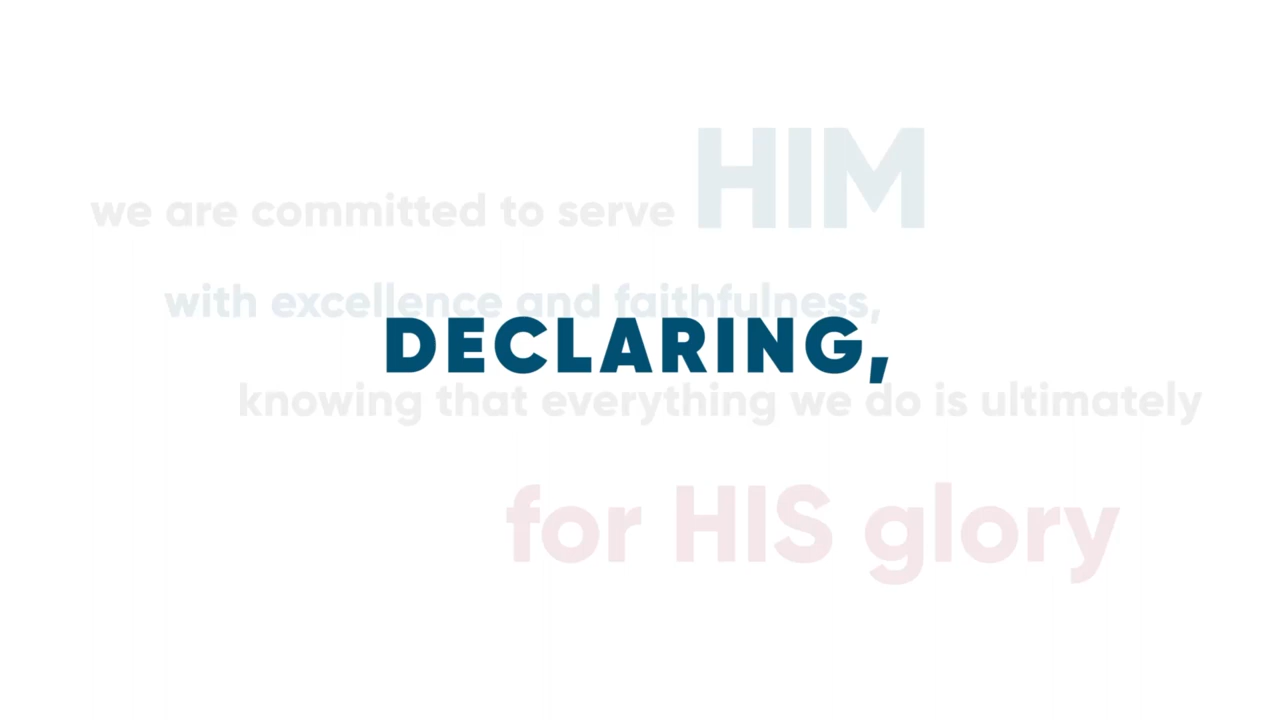 we are committed to serve HIM
with excellence and faithfulness,
DECLARING,
knowing that everything we do is ultimately
for HIS glory